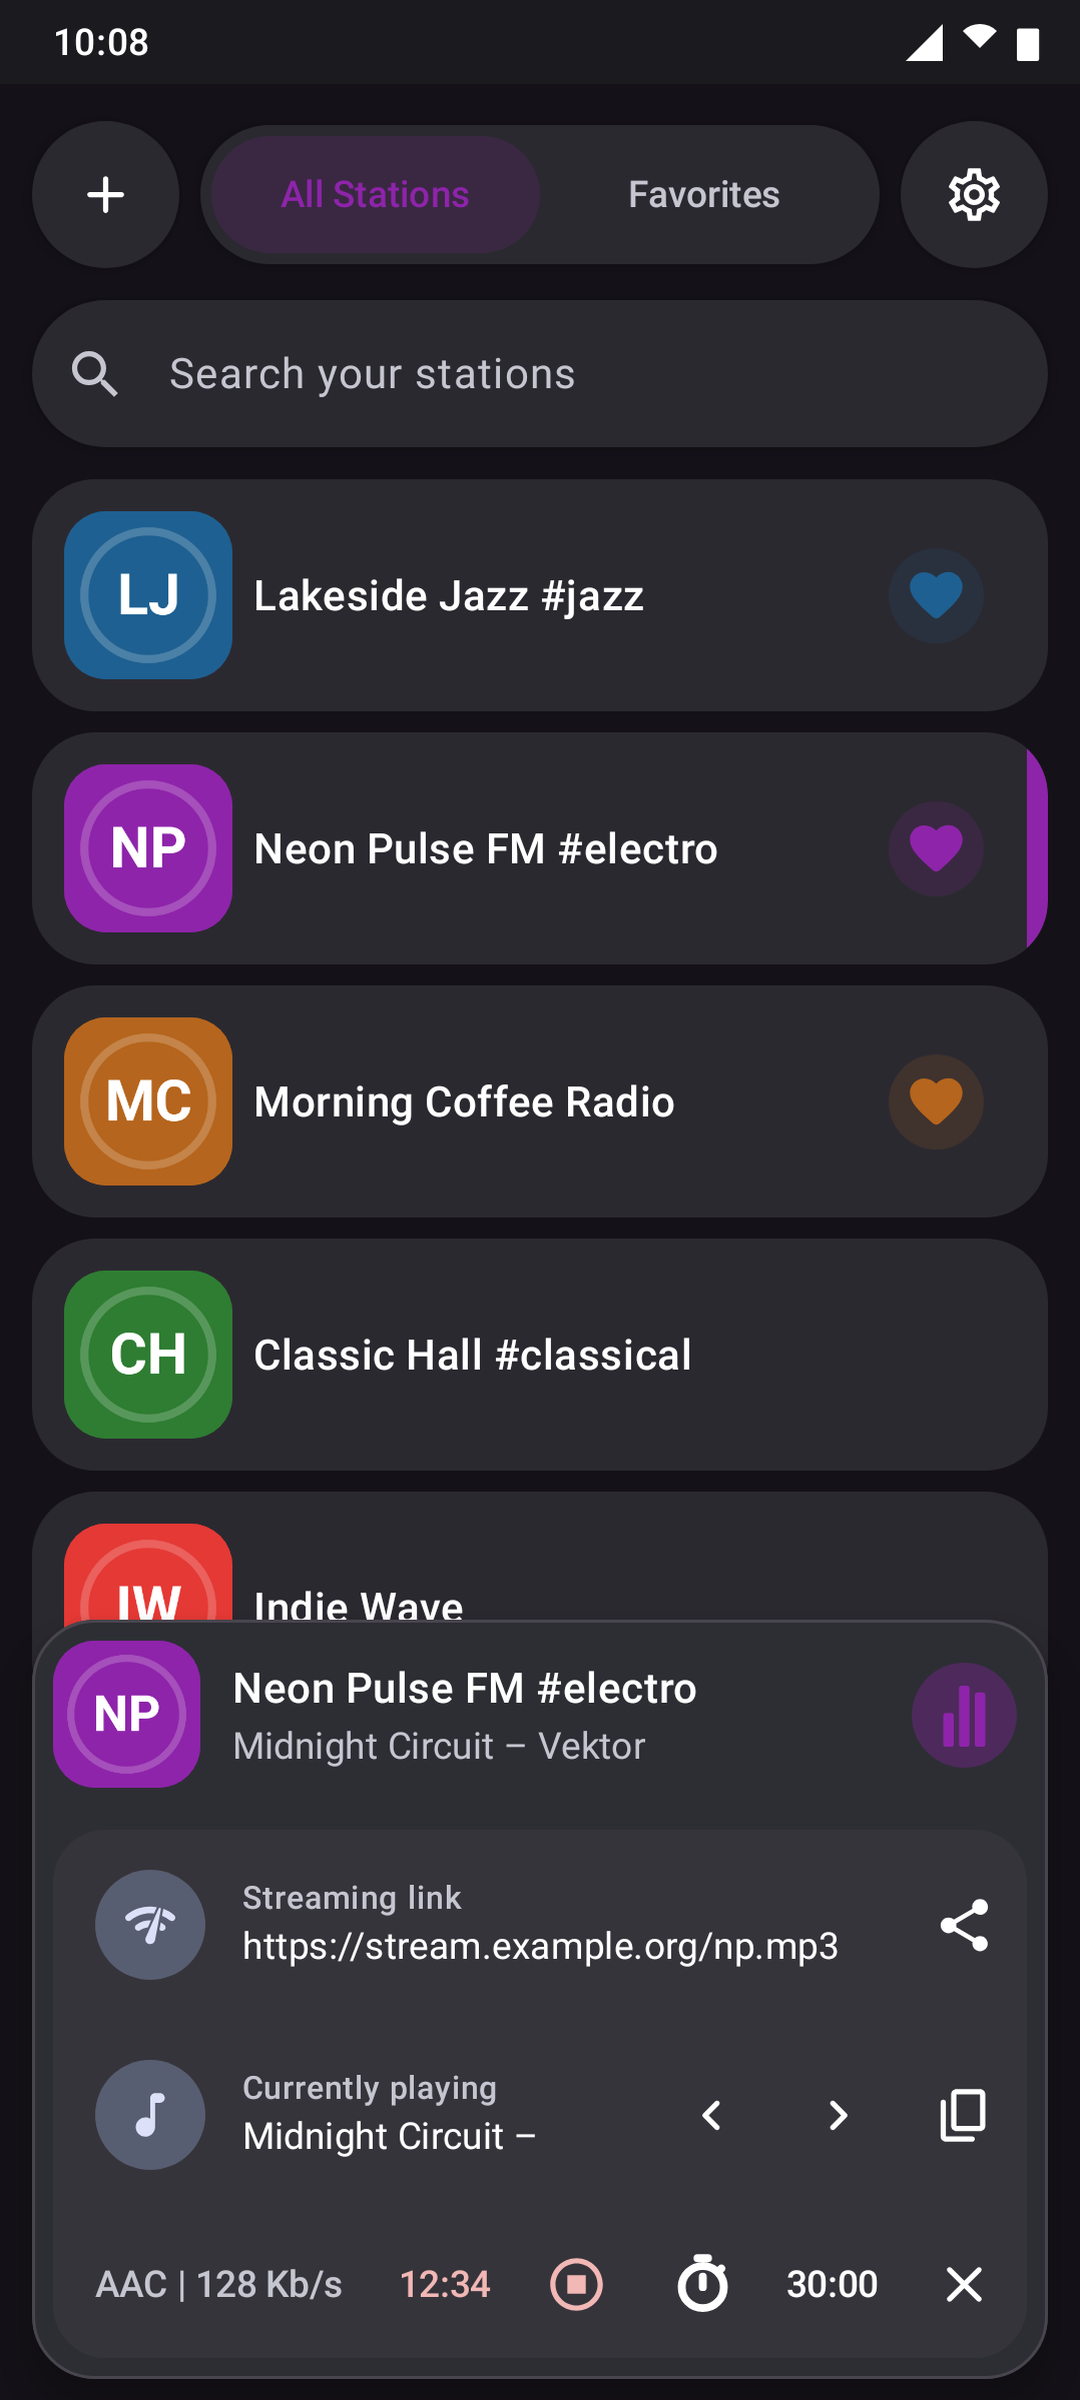 10:08
All Stations
Favorites
Search your stations
LJ
Lakeside Jazz #jazz
NP
Neon Pulse FM #electro
MC
Morning Coffee Radio
CH
Classic Hall #classical
IW
Indie Wave
NP
Neon Pulse FM #electro
Midnight Circuit – Vektor
Streaming link
https://stream.example.org/np.mp3
Currently playing
Midnight Circuit –
AAC | 128 Kb/s
12:34
30:00